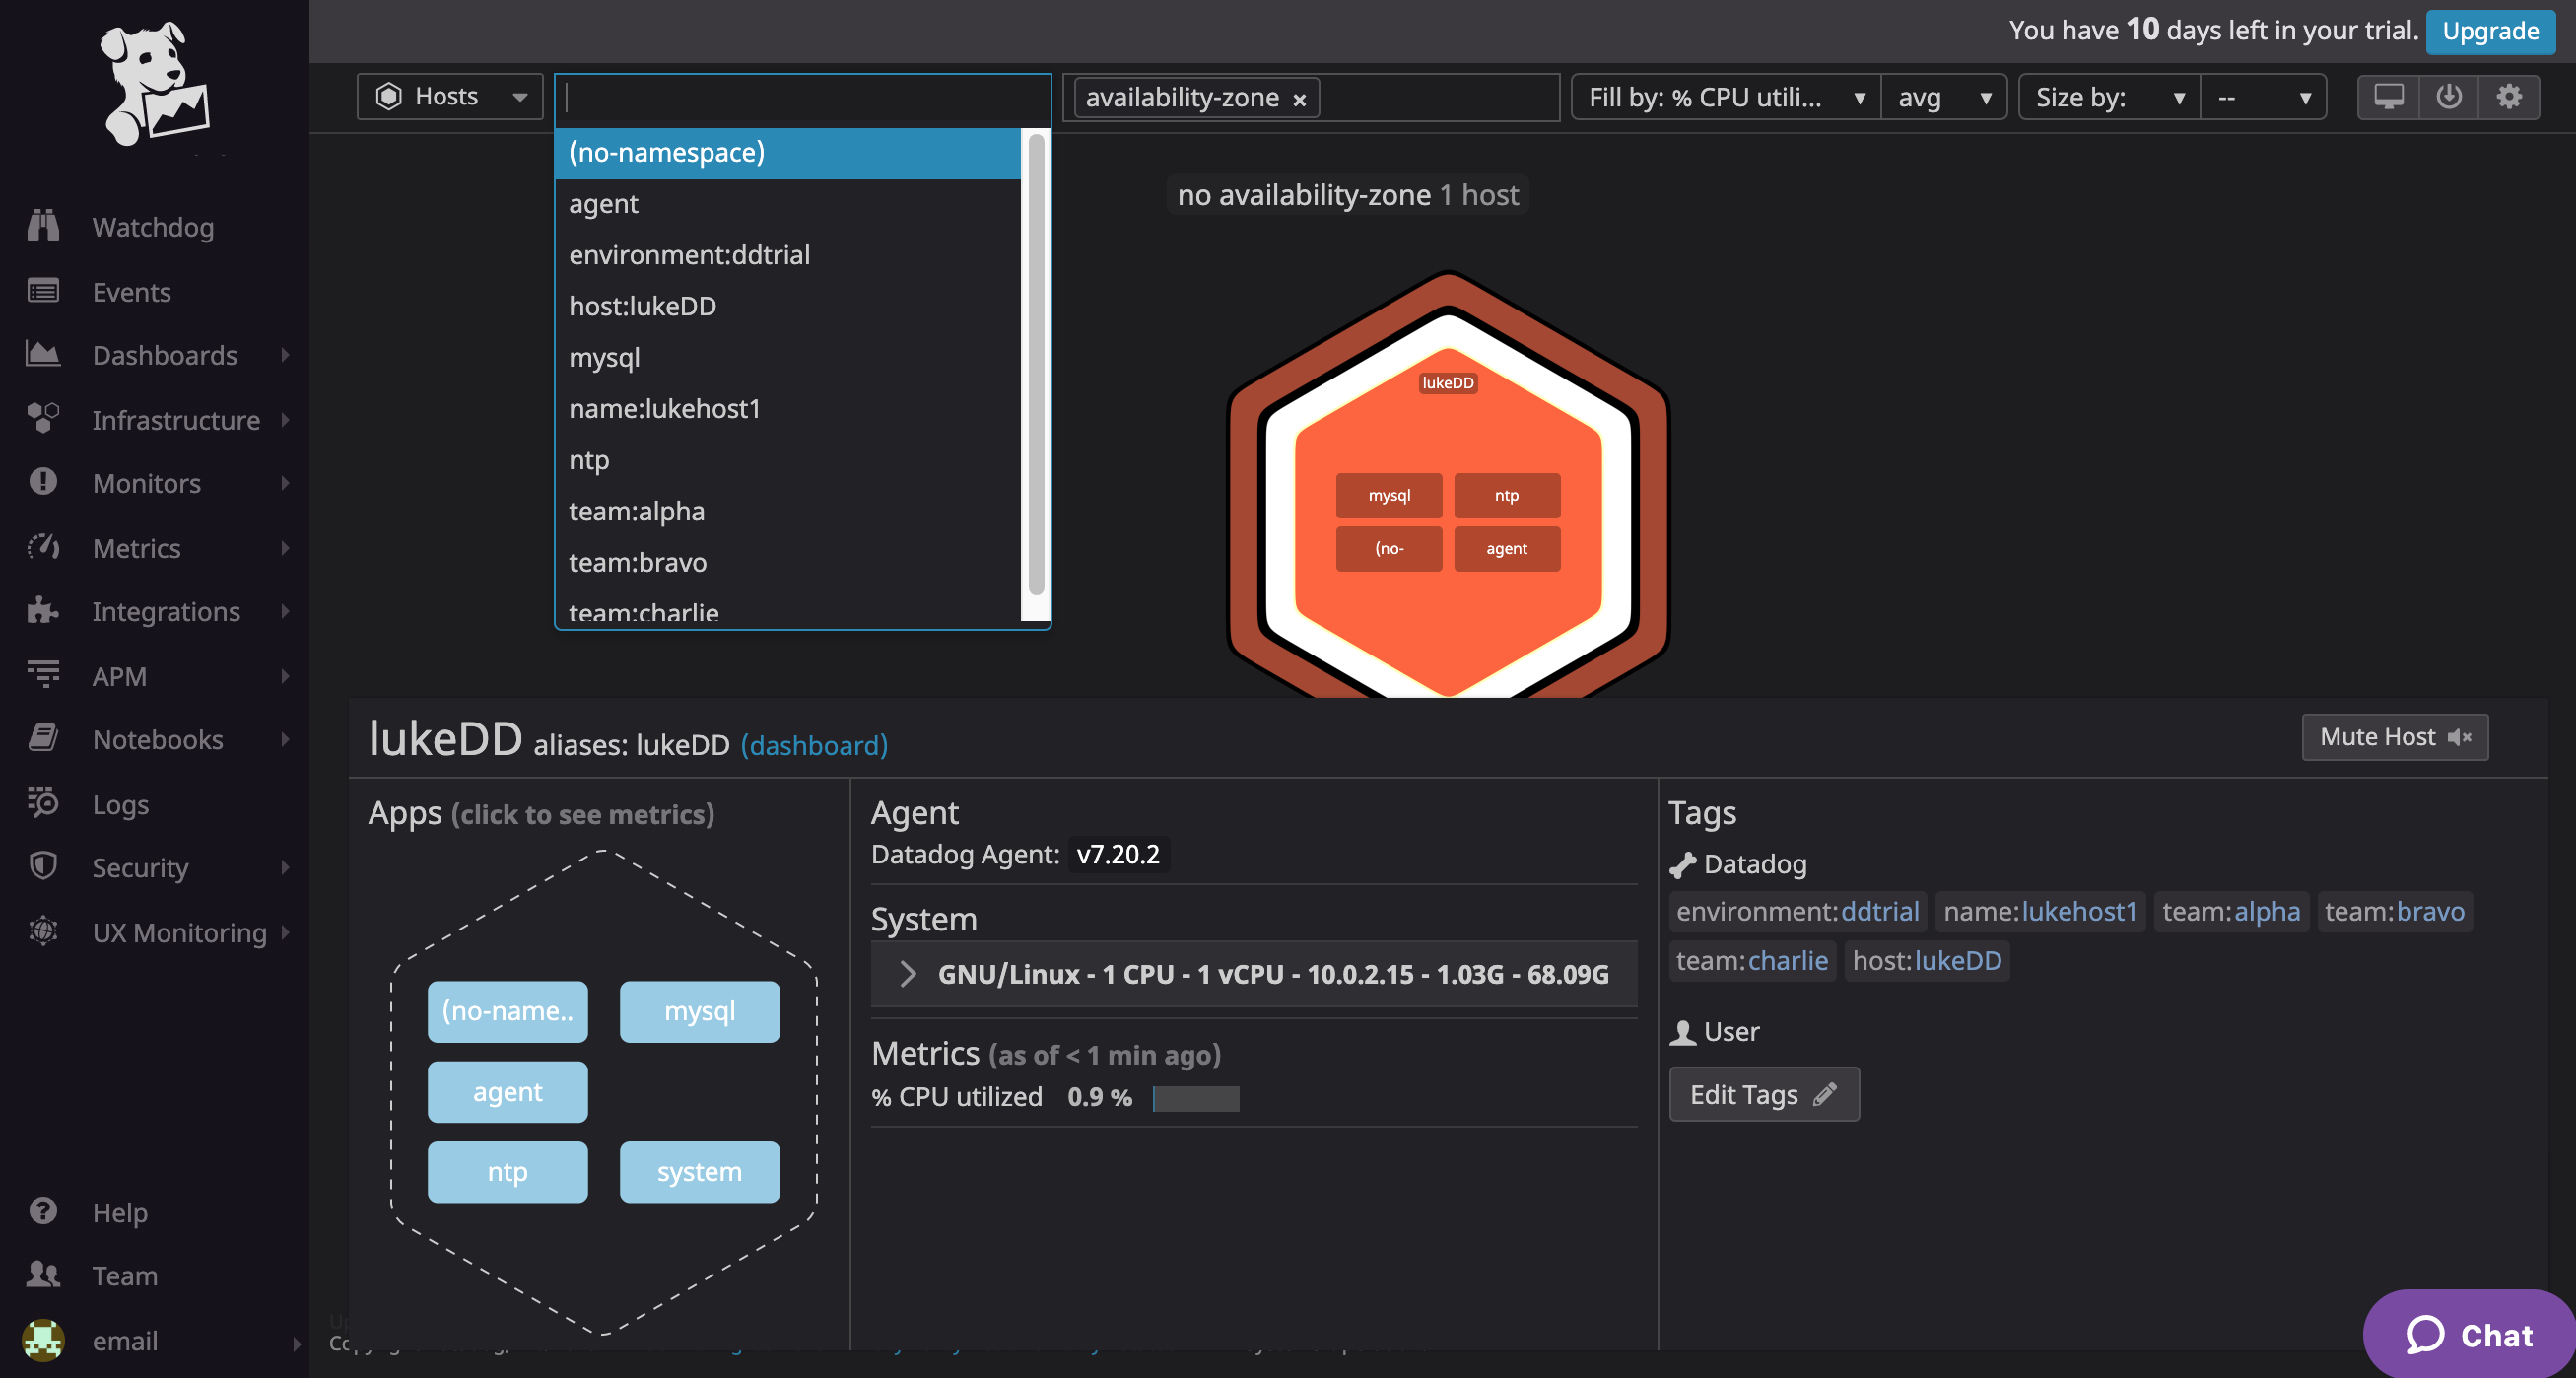 You have 10 days left in your trial. Upgrade
Hosts
availability-zone ×
Fill by: % CPU utili...
avg
Size by:
--
(no-namespace)
agent
environment:ddtrial
host:lukeDD
mysql
name:lukehost1
ntp
team:alpha
team:bravo
team:charlie
no availability-zone 1 host
lukeDD
mysql ntp
(no- agent
Watchdog
Events
Dashboards
Infrastructure
Monitors
Metrics
Integrations
APM
Notebooks
Logs
Security
UX Monitoring
Help
Team
email
lukeDD aliases: lukeDD (dashboard)
Mute Host
Apps (click to see metrics)
(no-name.. mysql
agent
ntp system
Agent
Datadog Agent: v7.20.2
System
GNU/Linux - 1 CPU - 1 vCPU - 10.0.2.15 - 1.03G - 68.09G
Metrics (as of < 1 min ago)
% CPU utilized 0.9 %
Tags
Datadog
environment:ddtrial name:lukehost1 team:alpha team:bravo
team:charlie host:lukeDD
User
Edit Tags
Chat